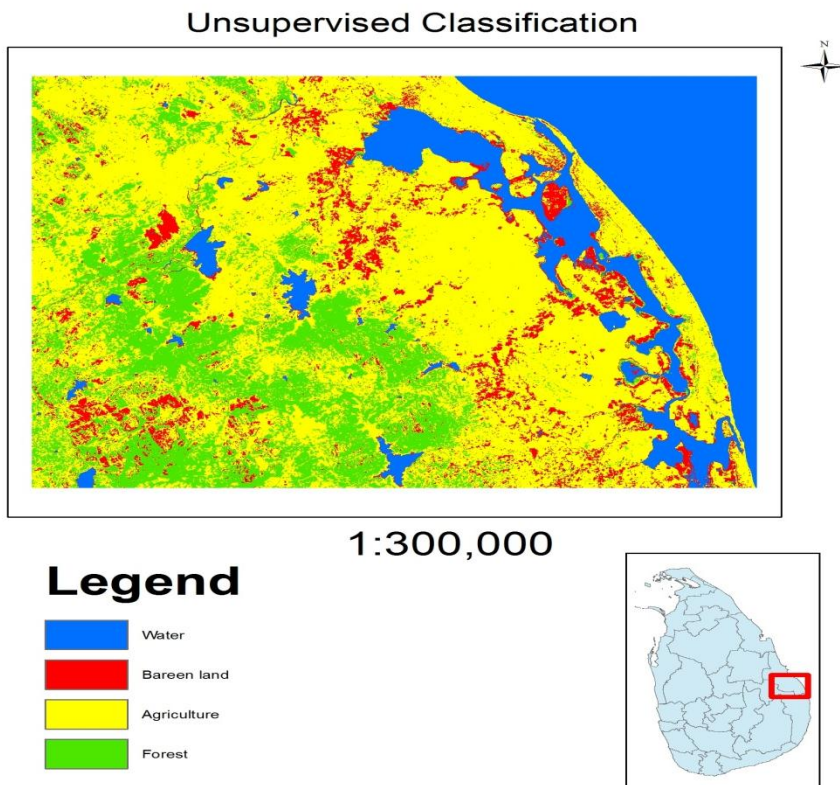 Unsupervised Classification
N
1:300,000
Legend
Water
Bareen land
Agriculture
Forest